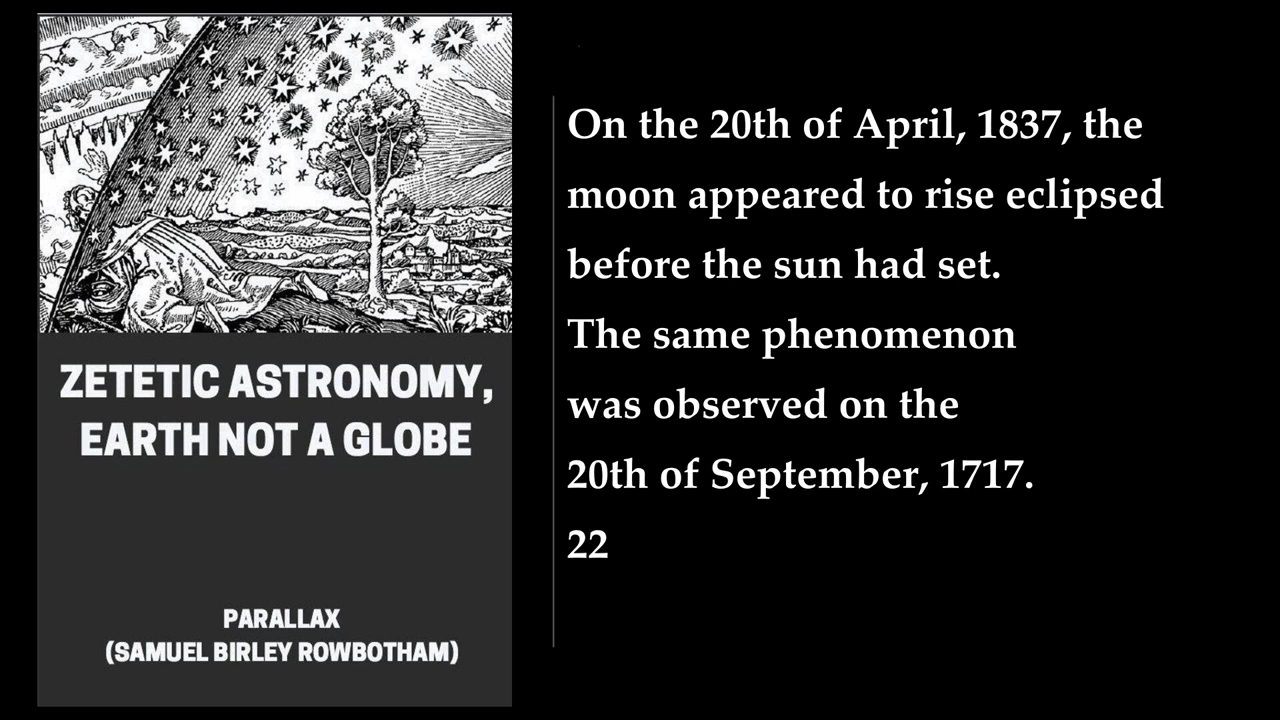 ZETETIC ASTRONOMY,
EARTH NOT A GLOBE
PARALLAX
(SAMUEL BIRLEY ROWBOTHAM)
On the 20th of April, 1837, the
moon appeared to rise eclipsed
before the sun had set.
The same phenomenon
was observed on the
20th of September, 1717.
22